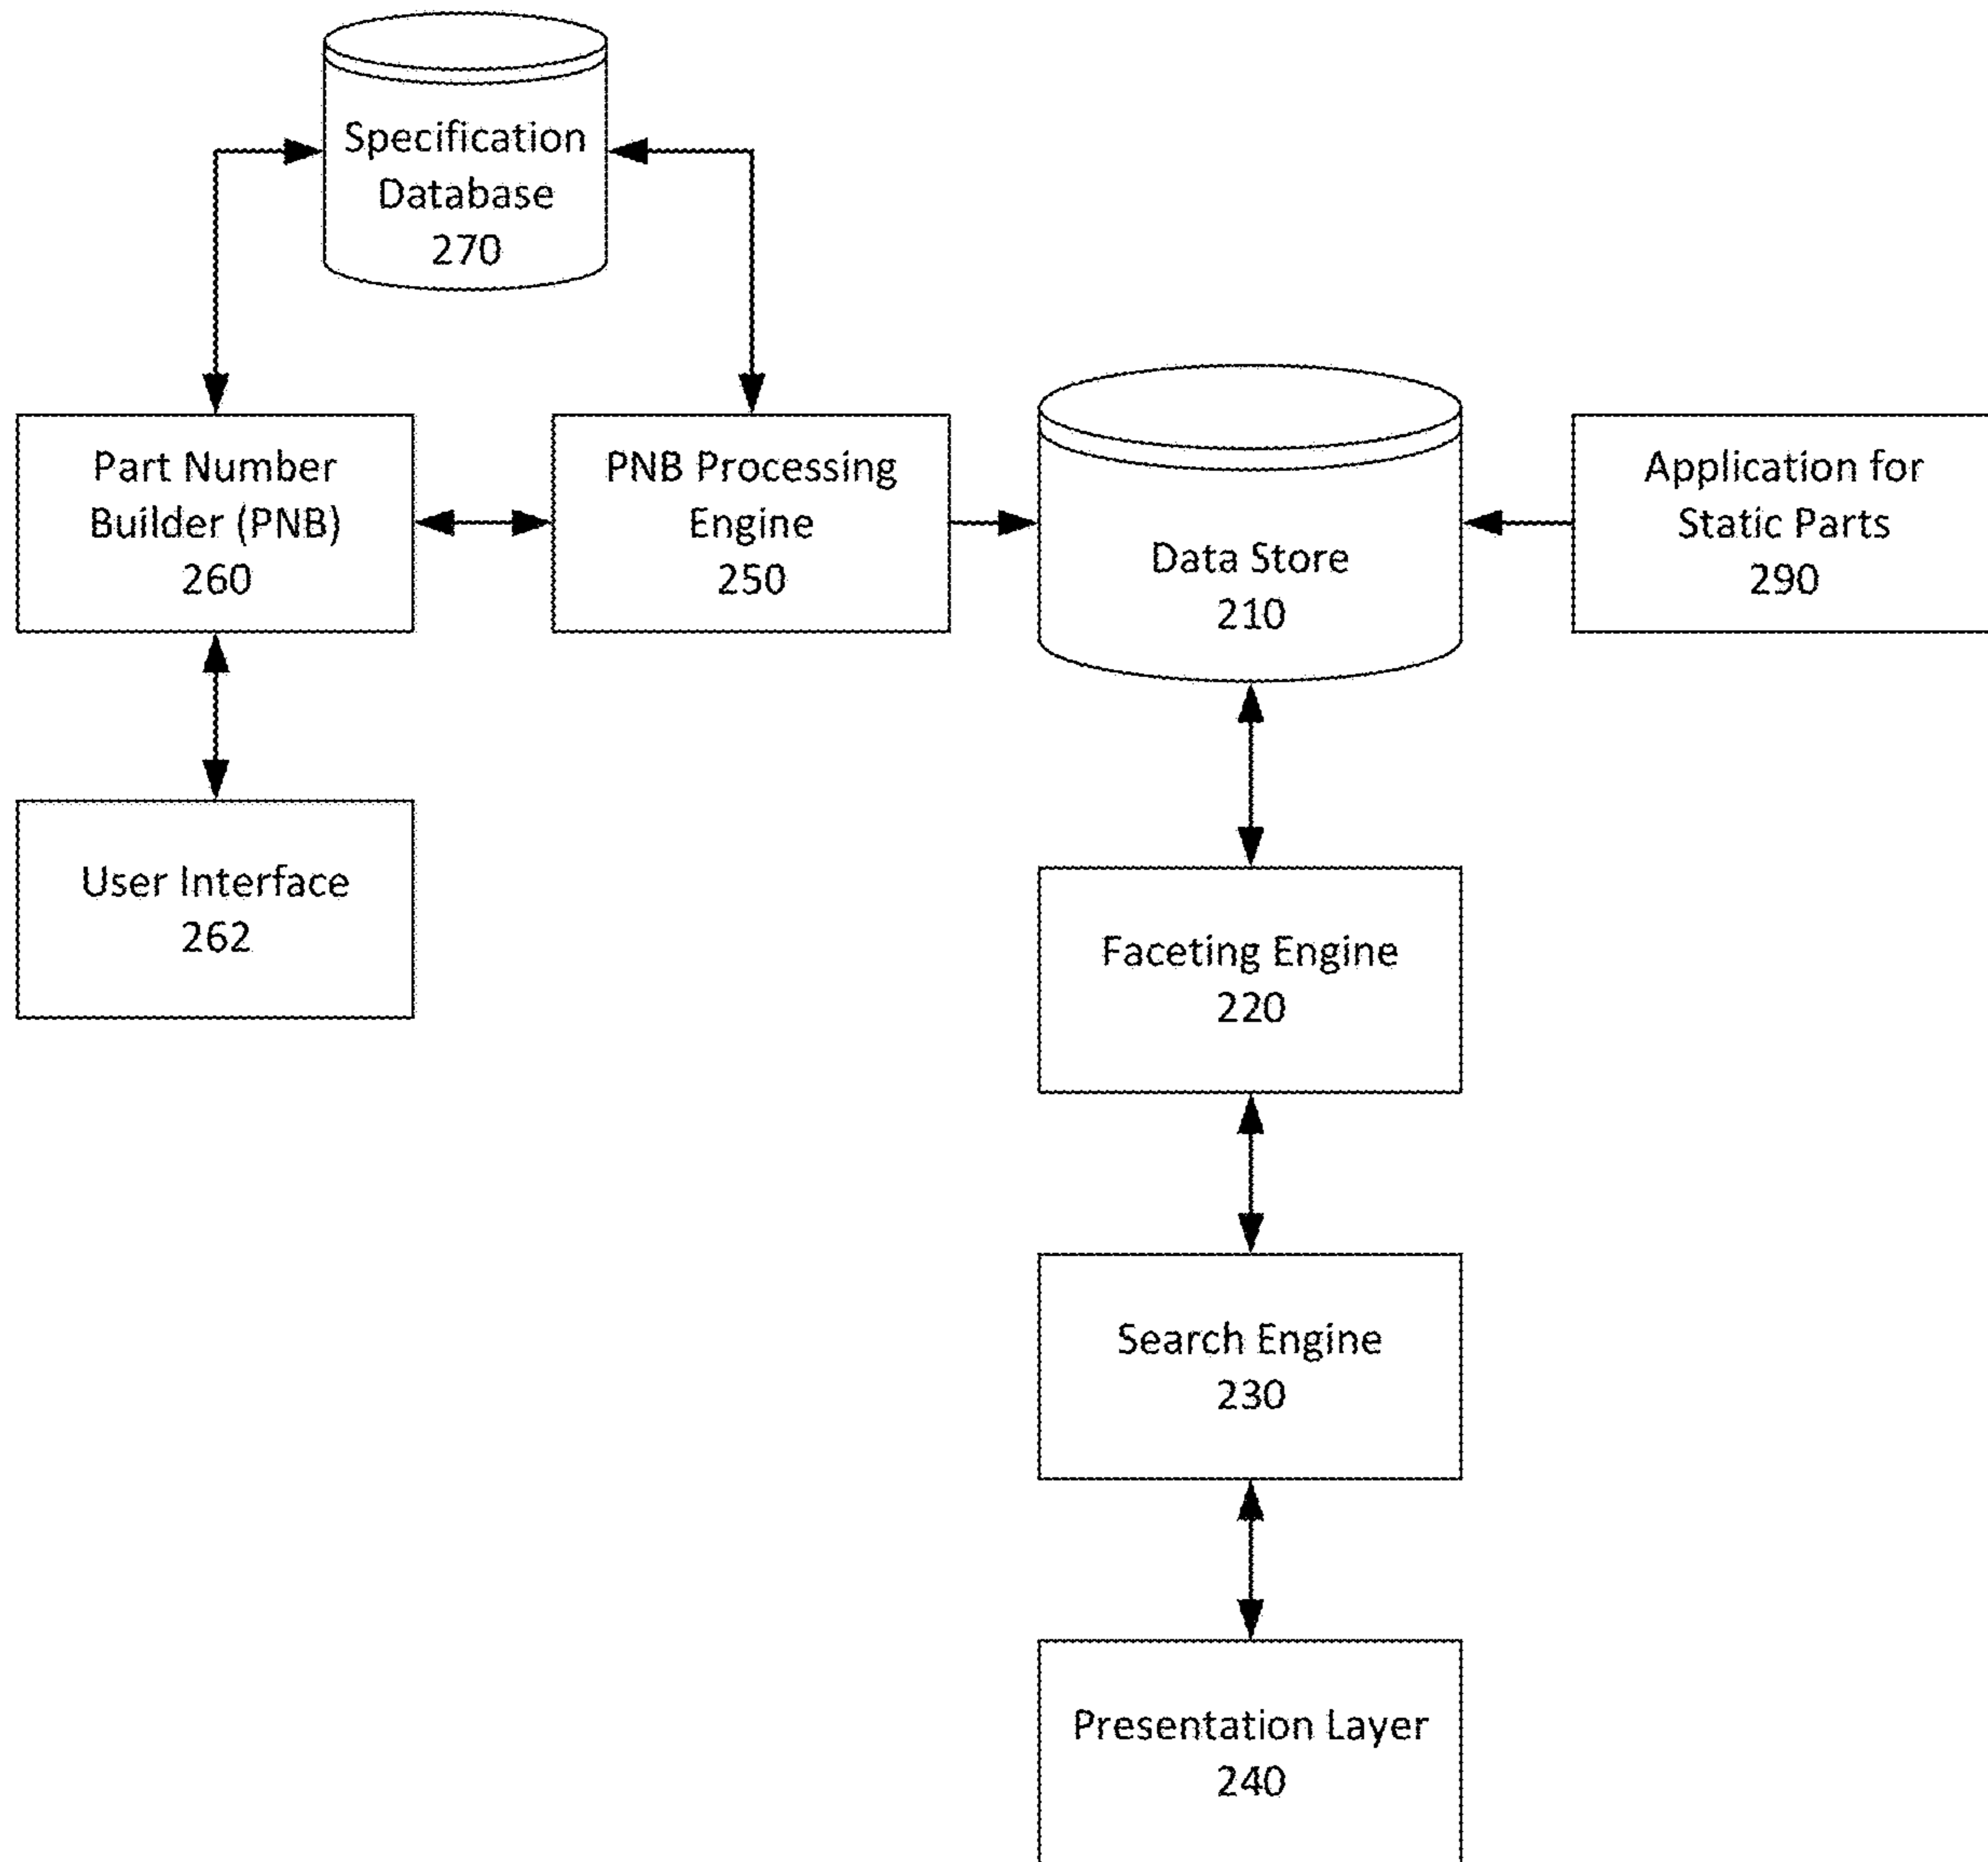 Specification
Database
270
Part Number
Builder (PNB)
260
PNB Processing
Engine
250
Data Store
210
Application for
Static Parts
290
User Interface
262
Faceting Engine
220
Search Engine
230
Presentation Layer
240